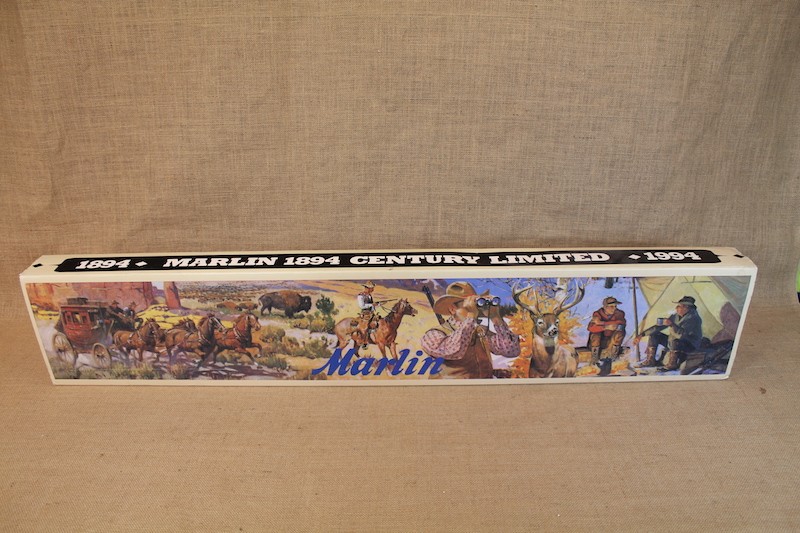 1894 ♦ MARLIN 1894 CENTURY LIMITED ♦ 1994
Marlin